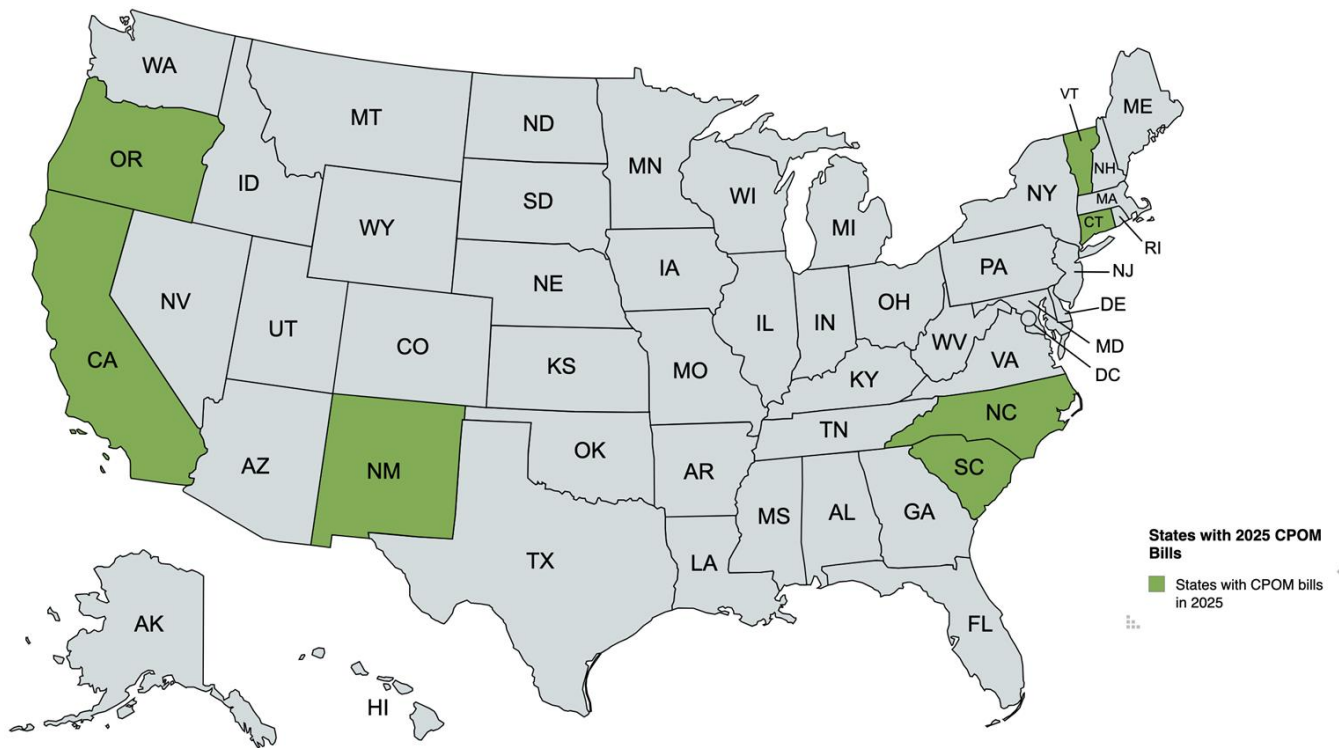 WA
OR
CA
NV
ID
MT
WY
UT
AZ
CO
NM
ND
SD
NE
KS
OK
TX
MN
IA
MO
AR
LA
WI
IL
MI
IN
OH
KY
TN
MS
AL
GA
FL
SC
NC
VA
WV
PA
NY
VT
NH
ME
MA
CT
RI
NJ
DE
MD
DC
AK
HI
States with 2025 CPOM
Bills
States with CPOM bills
in 2025